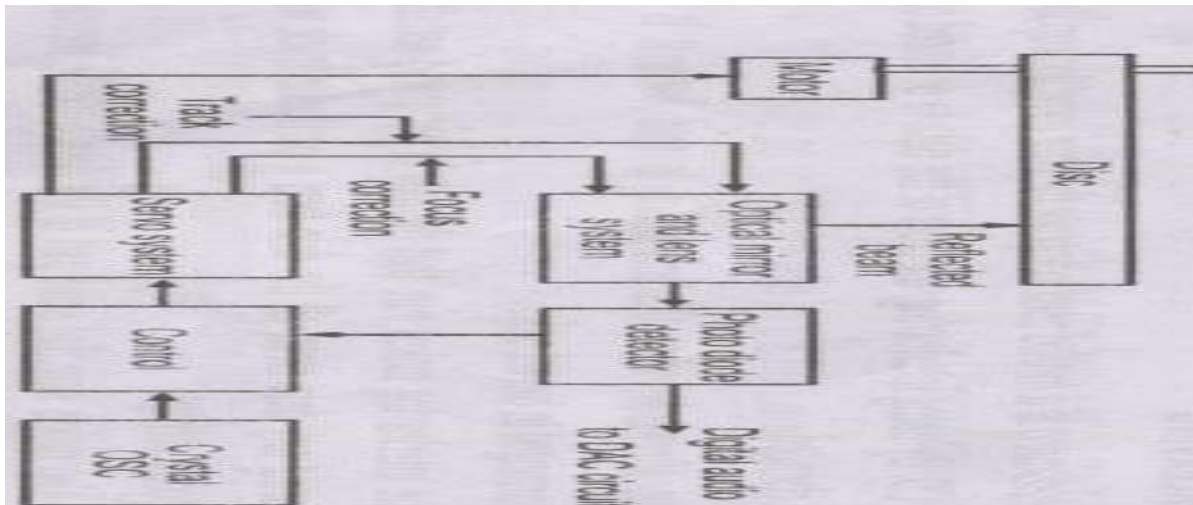 Motor
Disc
Track
correction
Focus
correction
Servo system
Optical mirror
and lens
system
Reflected
beam
Control
Photo diode
detector
Crystal
OSC
Digital audio
to DAC circuit